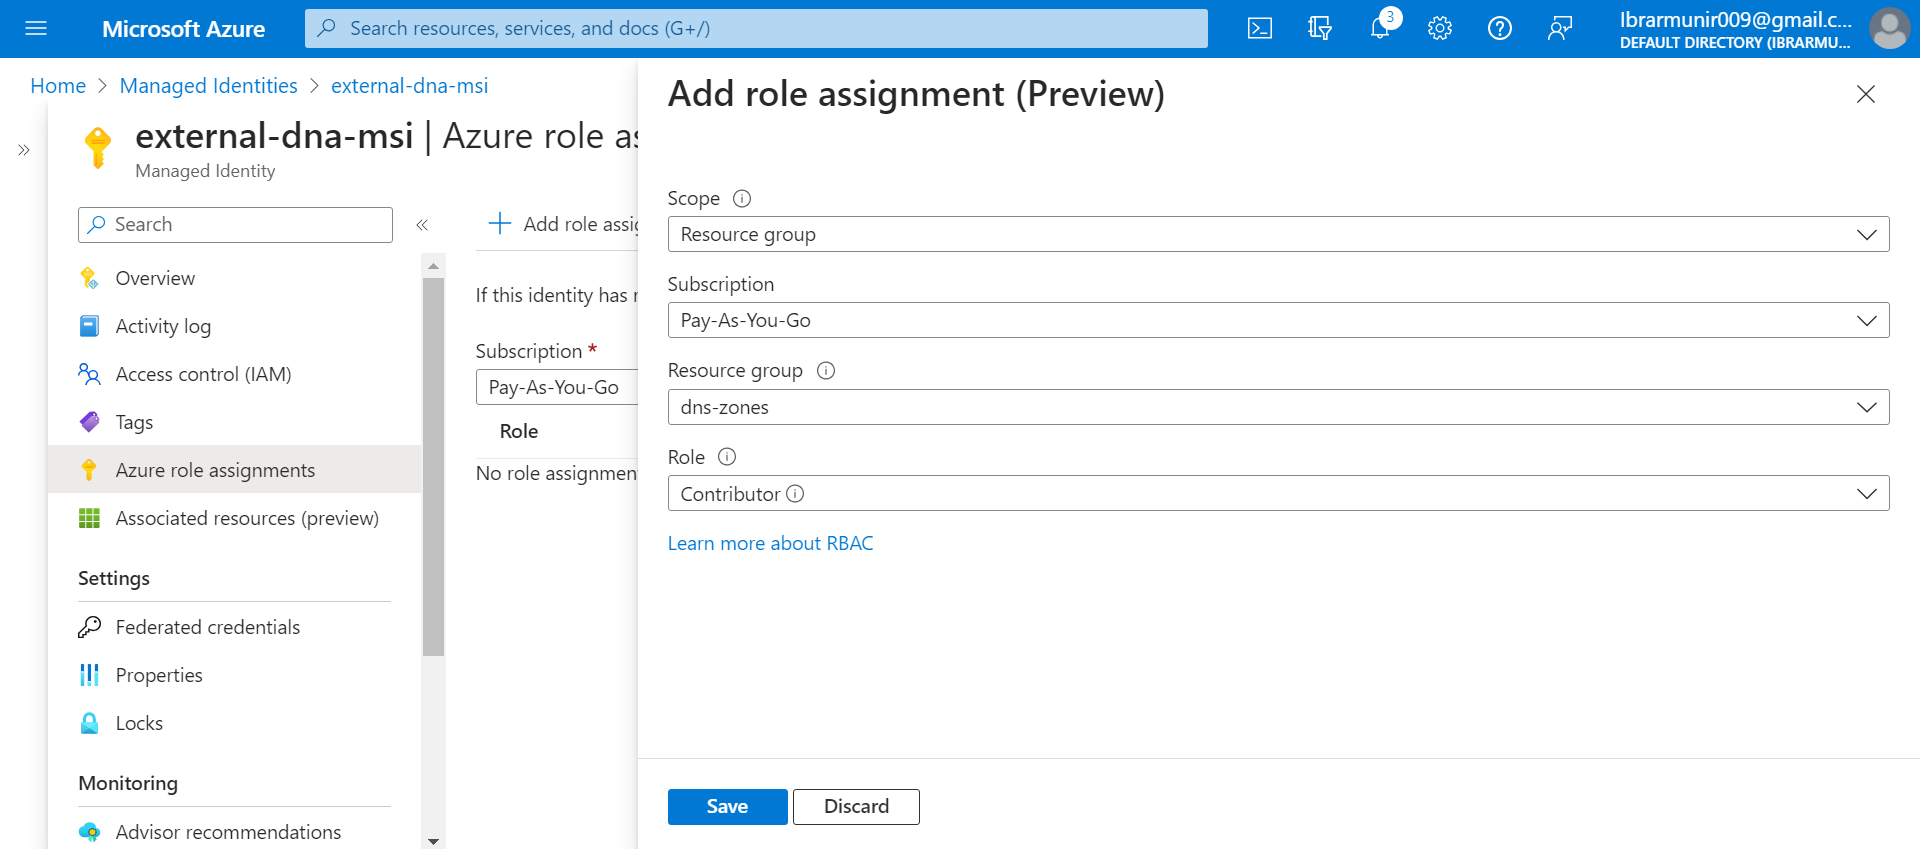 Microsoft Azure
Search resources, services, and docs (G+/)
3
Ibrarmunir009@gmail.c...
DEFAULT DIRECTORY (IBRARMU...
Home > Managed Identities > external-dna-msi
external-dna-msi | Azure role as
Managed Identity
Search
Overview
Activity log
Access control (IAM)
Tags
Azure role assignments
Associated resources (preview)
Settings
Federated credentials
Properties
Locks
Monitoring
Advisor recommendations
Add role assig
If this identity has
Subscription *
Pay-As-You-Go
Role
No role assignmen
Add role assignment (Preview)
Scope
Resource group
Subscription
Pay-As-You-Go
Resource group
dns-zones
Role
Contributor
Learn more about RBAC
Save
Discard